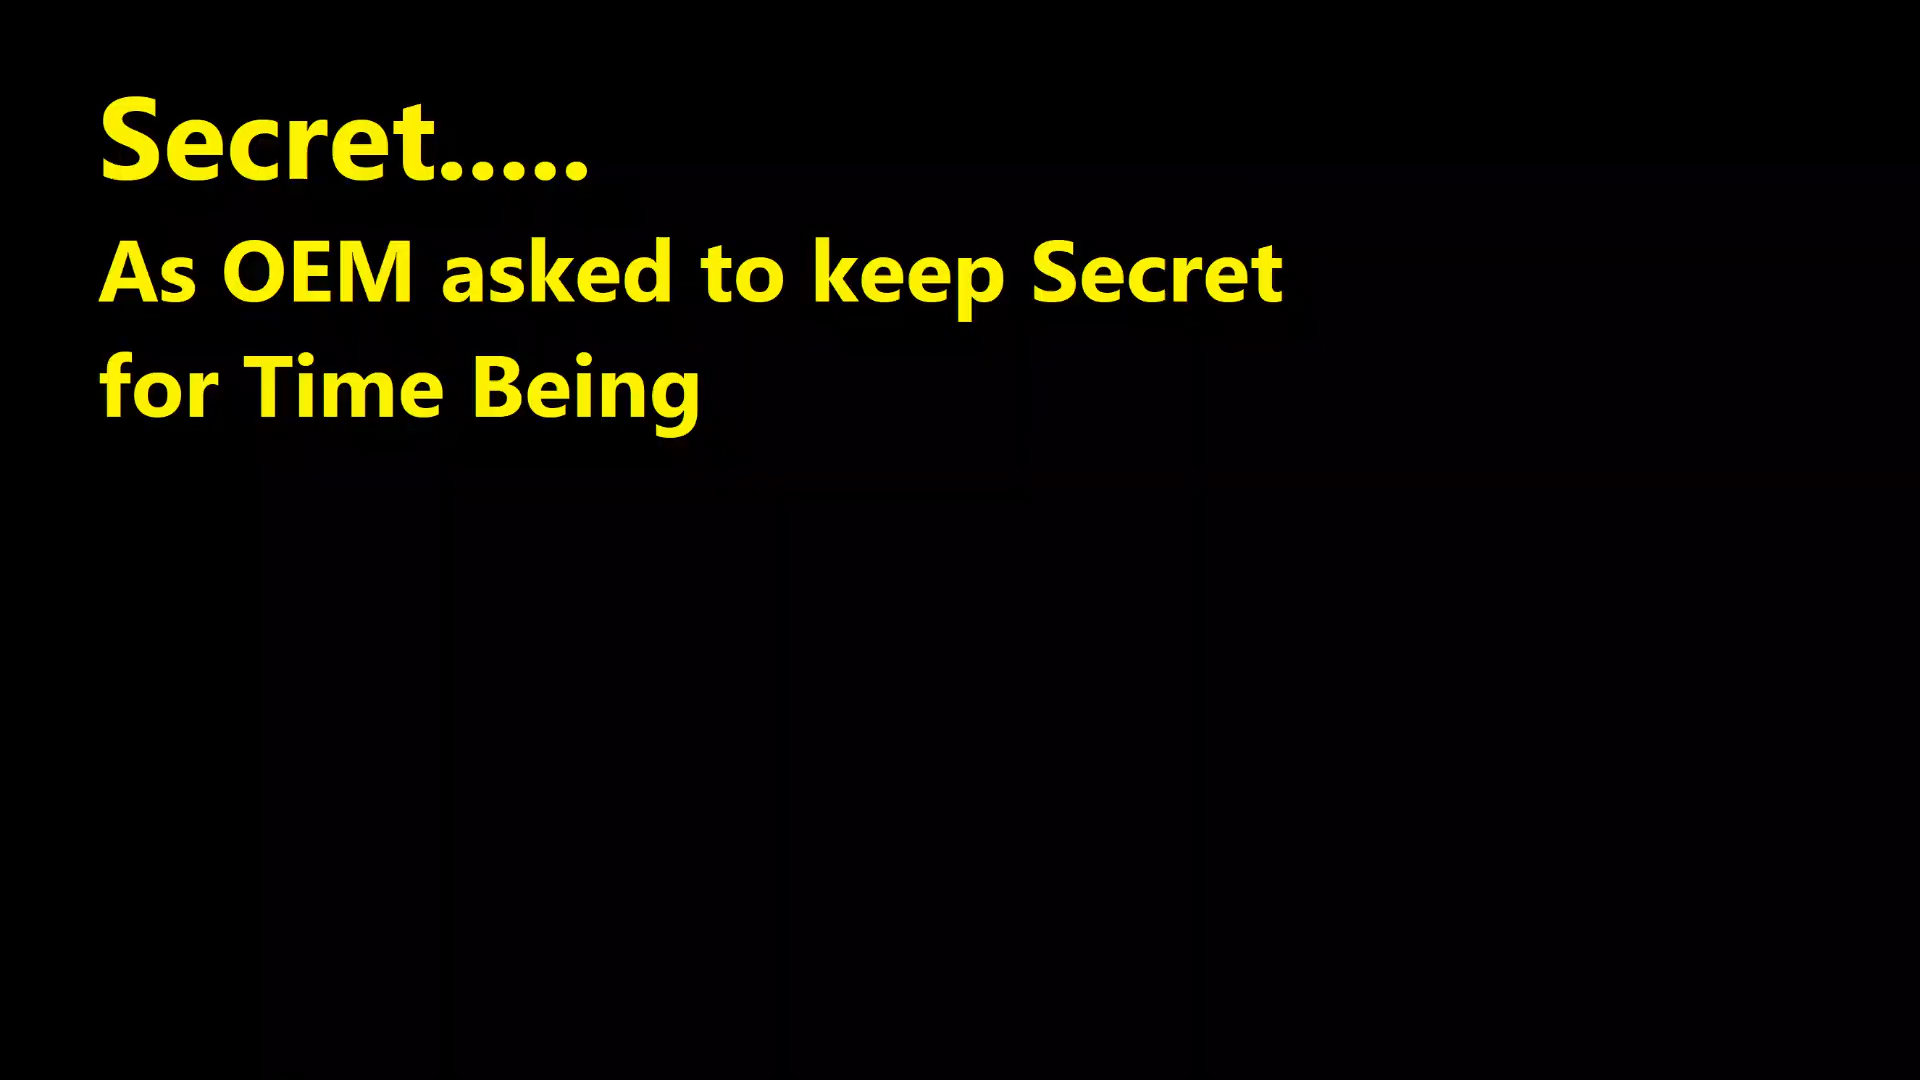 Secret.....
As OEM asked to keep Secret
for Time Being